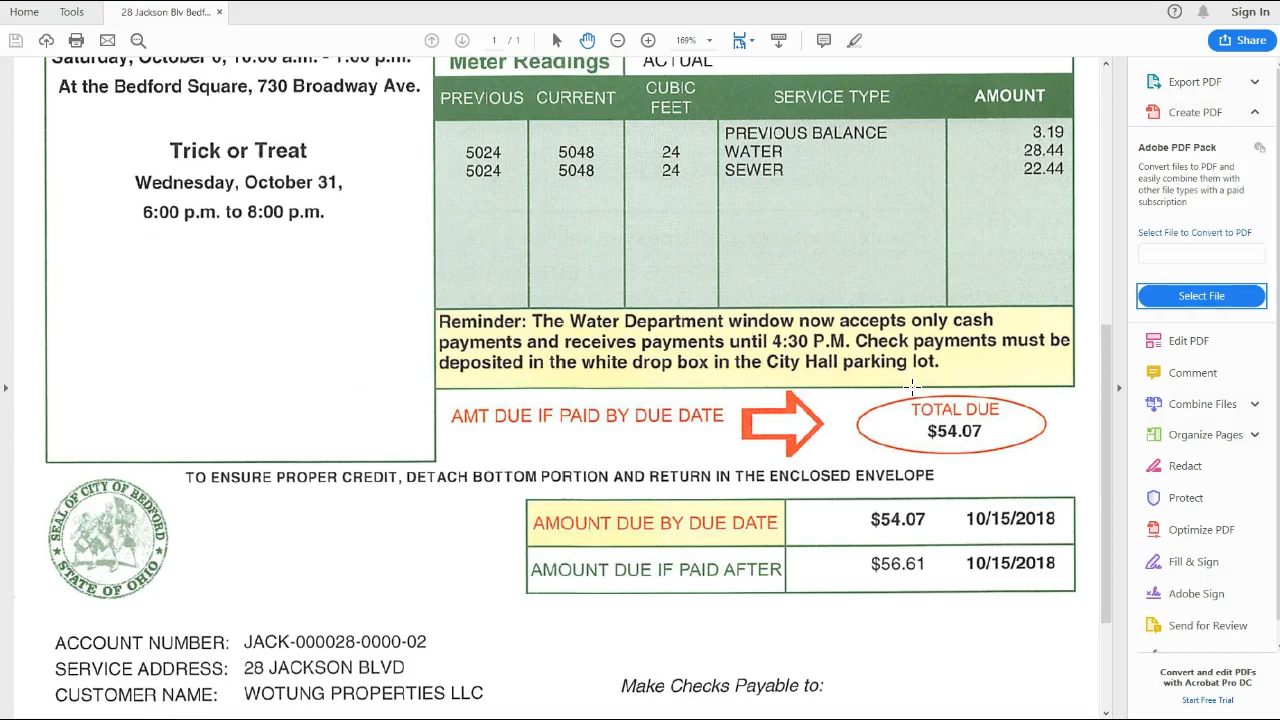 Home
Tools
28 Jackson Blv Bedf...
Sign In
1 / 1
169%
Share
Saturday, October 6, 10:00 a.m. - 1:00 p.m.
At the Bedford Square, 730 Broadway Ave.
Trick or Treat
Wednesday, October 31,
6:00 p.m. to 8:00 p.m.
Meter Readings ACTUAL
PREVIOUS CURRENT CUBIC FEET SERVICE TYPE AMOUNT
PREVIOUS BALANCE 3.19
5024 5048 24 WATER 28.44
5024 5048 24 SEWER 22.44
Reminder: The Water Department window now accepts only cash
payments and receives payments until 4:30 P.M. Check payments must be
deposited in the white drop box in the City Hall parking lot.
AMT DUE IF PAID BY DUE DATE
TOTAL DUE
$54.07
TO ENSURE PROPER CREDIT, DETACH BOTTOM PORTION AND RETURN IN THE ENCLOSED ENVELOPE
SEAL OF CITY OF BEDFORD
STATE OF OHIO
AMOUNT DUE BY DUE DATE $54.07 10/15/2018
AMOUNT DUE IF PAID AFTER $56.61 10/15/2018
ACCOUNT NUMBER: JACK-000028-0000-02
SERVICE ADDRESS: 28 JACKSON BLVD
CUSTOMER NAME: WOTUNG PROPERTIES LLC
Make Checks Payable to:
Export PDF
Create PDF
Adobe PDF Pack
Convert files to PDF and
easily combine them with
other file types with a paid
subscription
Select File to Convert to PDF
Select File
Edit PDF
Comment
Combine Files
Organize Pages
Redact
Protect
Optimize PDF
Fill & Sign
Adobe Sign
Send for Review
Convert and edit PDFs
with Acrobat Pro DC
Start Free Trial